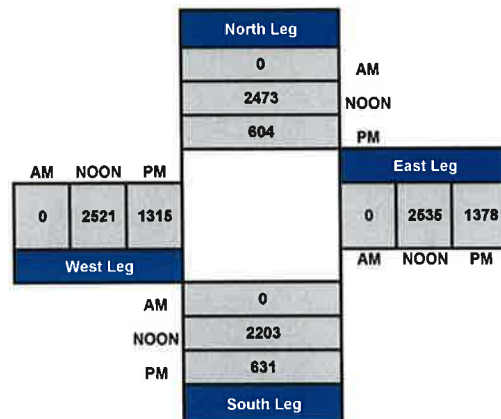 North Leg
0 AM
2473 NOON
604 PM
AM NOON PM East Leg
0 2521 1315 0 2535 1378
West Leg AM NOON PM
AM 0
NOON 2203
PM 631
South Leg